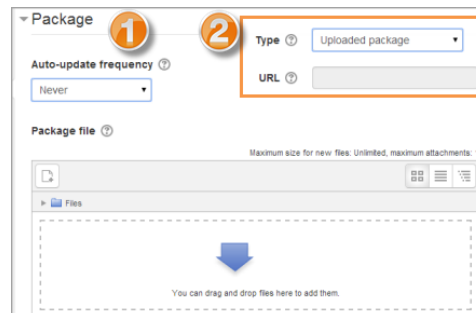 Package
1
2
Type
Uploaded package
URL
Auto-update frequency
Never
Package file
Maximum size for new files: Unlimited, maximum attachments:
Files
You can drag and drop files here to add them.